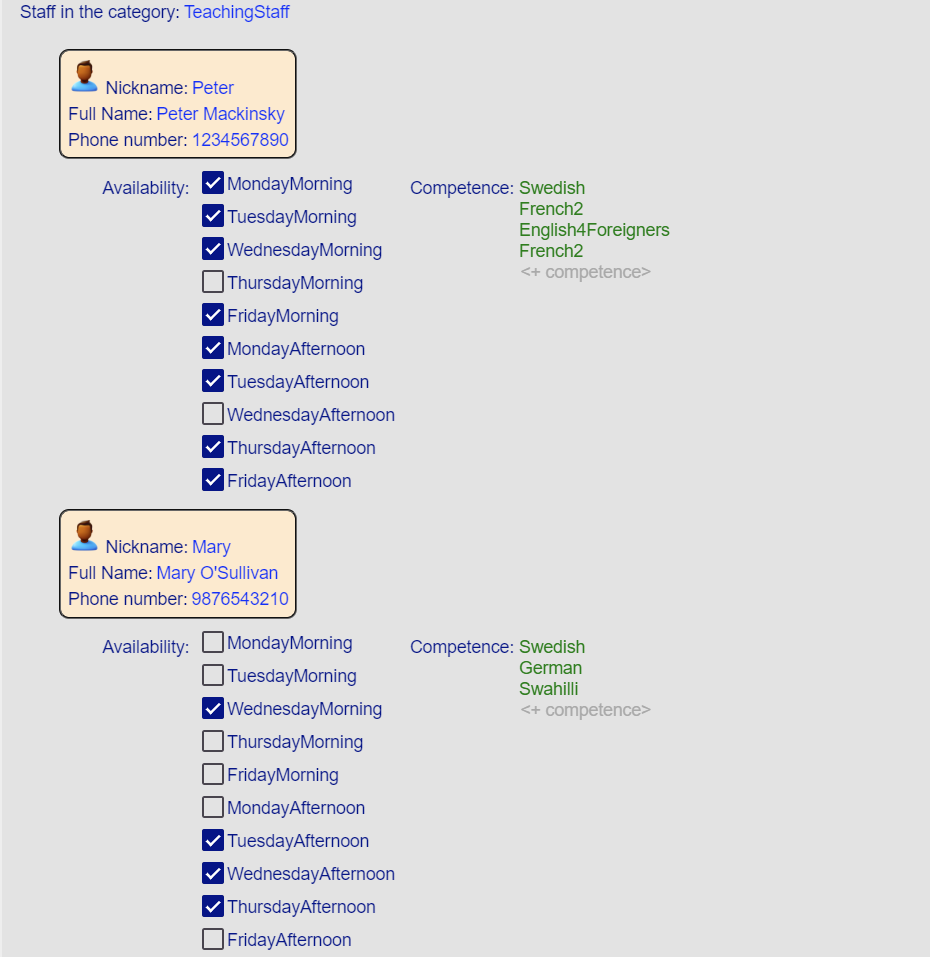 Staff in the category: TeachingStaff
Nickname: Peter
Full Name: Peter Mackinsky
Phone number: 1234567890
Availability:
MondayMorning
TuesdayMorning
WednesdayMorning
ThursdayMorning
FridayMorning
MondayAfternoon
TuesdayAfternoon
WednesdayAfternoon
ThursdayAfternoon
FridayAfternoon
Competence: Swedish
French2
English4Foreigners
French2
<+ competence>
Nickname: Mary
Full Name: Mary O'Sullivan
Phone number: 9876543210
Availability:
MondayMorning
TuesdayMorning
WednesdayMorning
ThursdayMorning
FridayMorning
MondayAfternoon
TuesdayAfternoon
WednesdayAfternoon
ThursdayAfternoon
FridayAfternoon
Competence: Swedish
German
Swahilli
<+ competence>